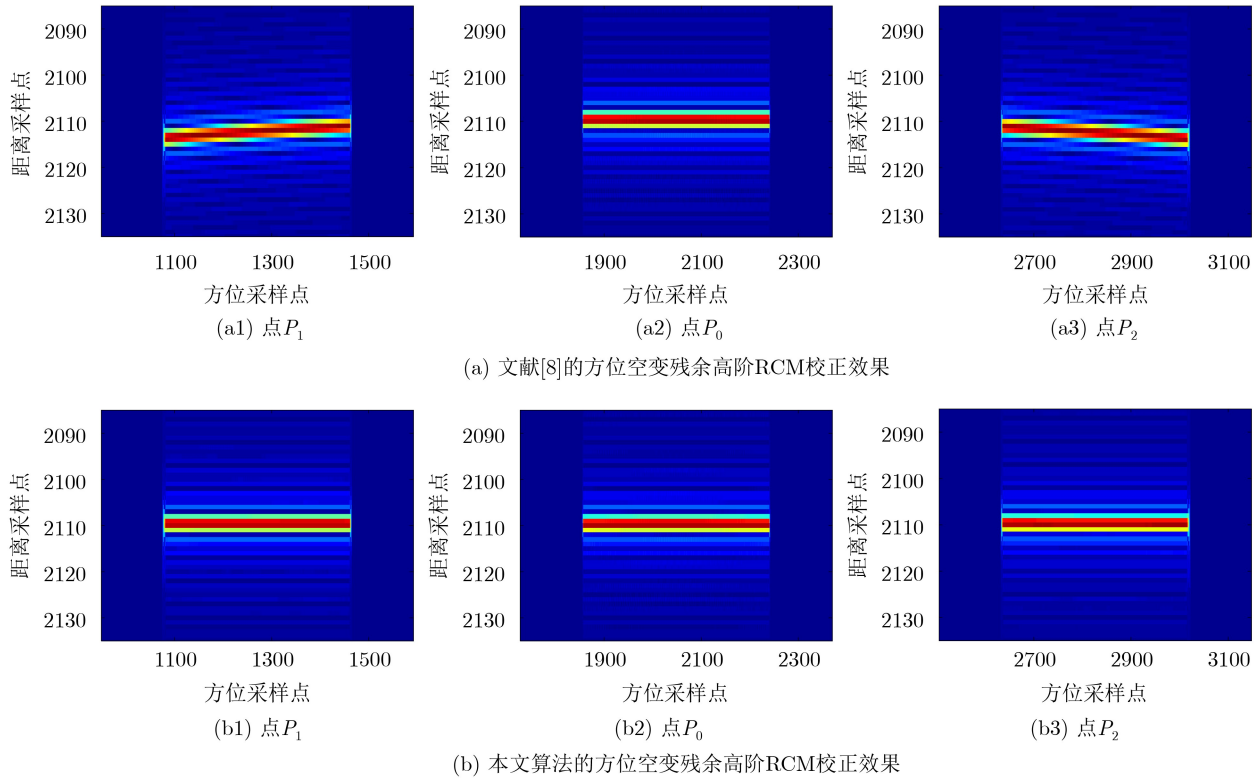 2090 2090 2090
2100 2100 2100
2110 2110 2110
2120 2120 2120
2130 2130 2130
距离采样点 距离采样点 距离采样点
1100 1300 1500 1900 2100 2300 2700 2900 3100
方位采样点 方位采样点 方位采样点
(a1) 点P₁ (a2) 点P₀ (a3) 点P₂
(a) 文献[8]的方位空变残余高阶RCM校正效果
2090 2090 2090
2100 2100 2100
2110 2110 2110
2120 2120 2120
2130 2130 2130
距离采样点 距离采样点 距离采样点
1100 1300 1500 1900 2100 2300 2700 2900 3100
方位采样点 方位采样点 方位采样点
(b1) 点P₁ (b2) 点P₀ (b3) 点P₂
(b) 本文算法的方位空变残余高阶RCM校正效果